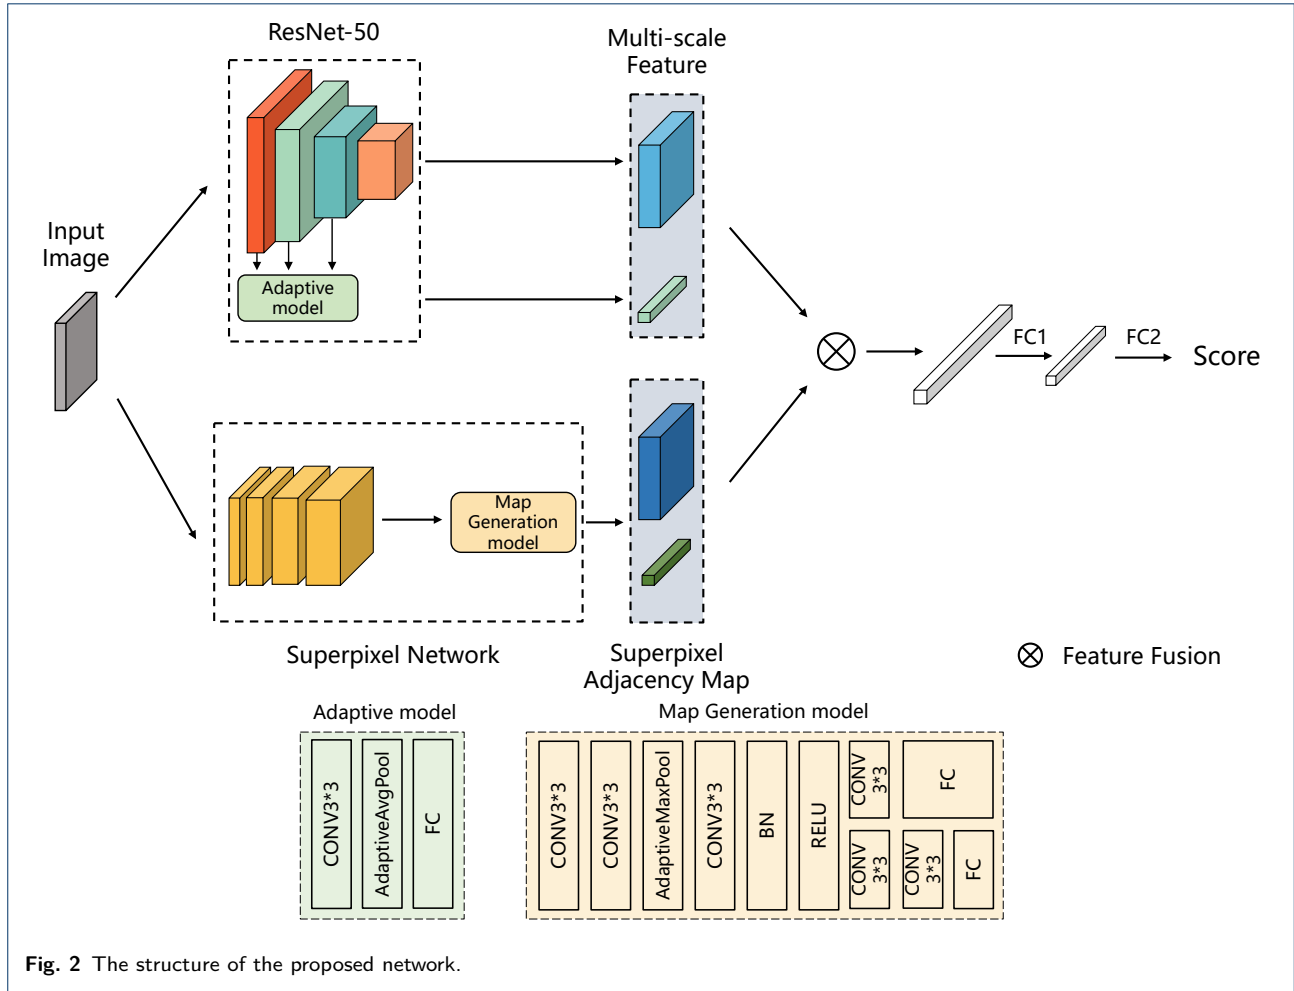 ResNet-50
Multi-scale
Feature
Input
Image
Adaptive
model
FC1
FC2
Score
Map
Generation
model
Superpixel Network
Superpixel
Adjacency Map
Feature Fusion
Adaptive model
Map Generation model
CONV3*3
AdaptiveAvgPool
FC
CONV3*3
CONV3*3
AdaptiveMaxPool
CONV3*3
BN
RELU
CONV
3*3
FC
CONV
3*3
CONV
3*3
FC
Fig. 2 The structure of the proposed network.